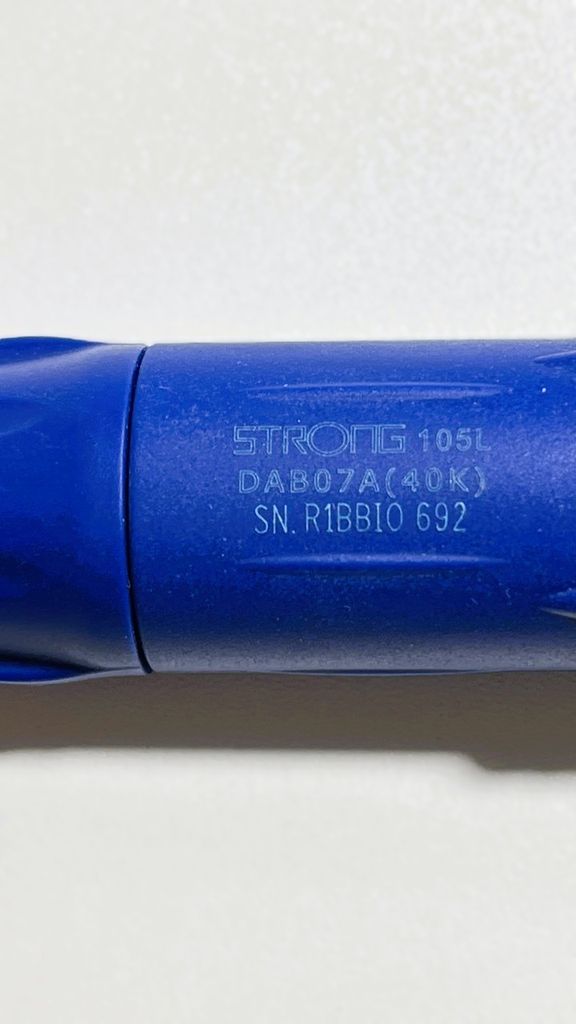 STRONG 105L
DAB07A(40K)
SN. R1BBIO 692